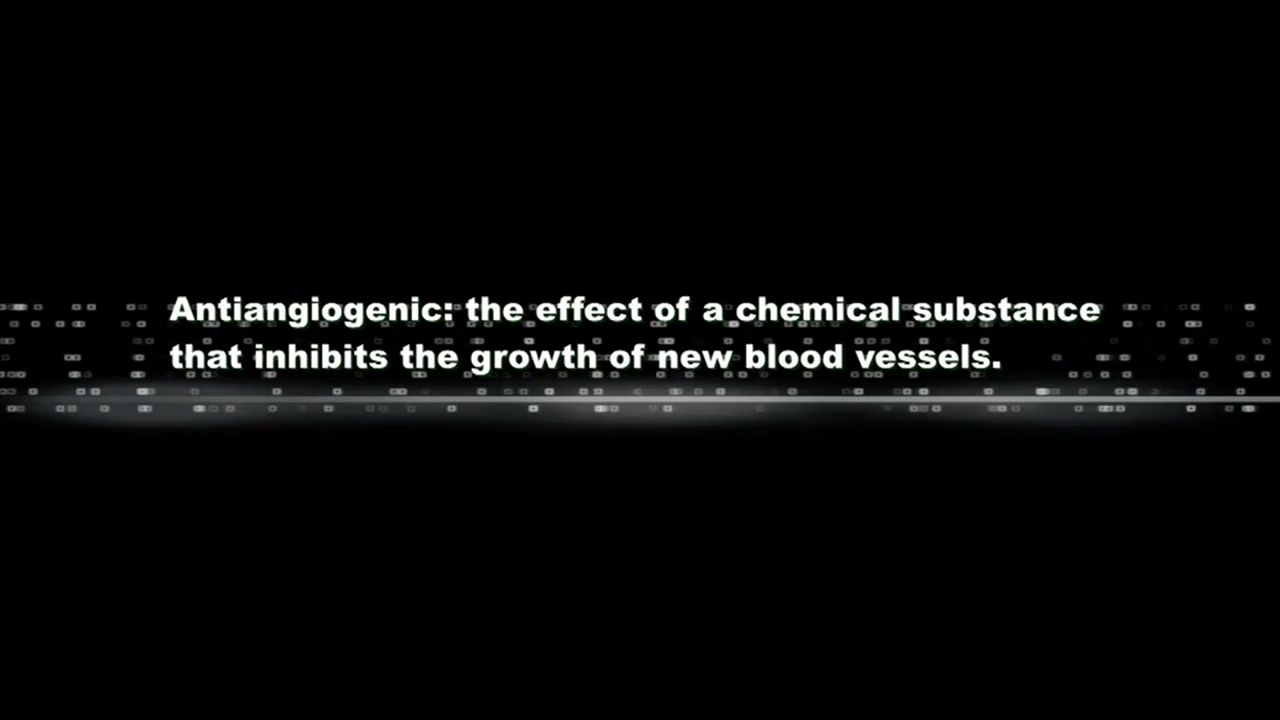 Antiangiogenic: the effect of a chemical substance
that inhibits the growth of new blood vessels.